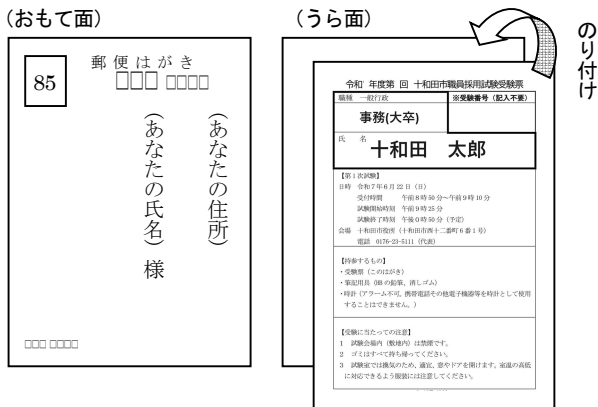 (おもて面)
85
郵便はがき
□□□ □□□□
(あなたの住所)
(あなたの氏名) 様
□□□ □□□□
(うら面)
のり付け
令和 年度第 回 十和田市職員採用試験受験票
職種 一般行政
※受験番号(記入不要)
事務(大卒)
氏 名
十和田 太郎
【第1次試験】
日時 令和7年6月22日(日)
受付時間 午前8時50分~午前9時10分
試験開始時刻 午前9時25分
試験終了時刻 午後0時50分(予定)
会場 十和田市役所(十和田市西十二番町6番1号)
電話 0176-23-5111(代表)
【持参するもの】
・受験票(このはがき)
・筆記用具(HBの鉛筆、消しゴム)
・時計(アラーム不可、携帯電話その他電子機器等を時計として使用
することはできません。)
【受験に当たっての注意】
1 試験会場内(敷地内)は禁煙です。
2 ゴミはすべて持ち帰ってください。
3 試験室では換気のため、適宜、窓やドアを開けます。室温の高低
に対応できるよう服装には注意してください。